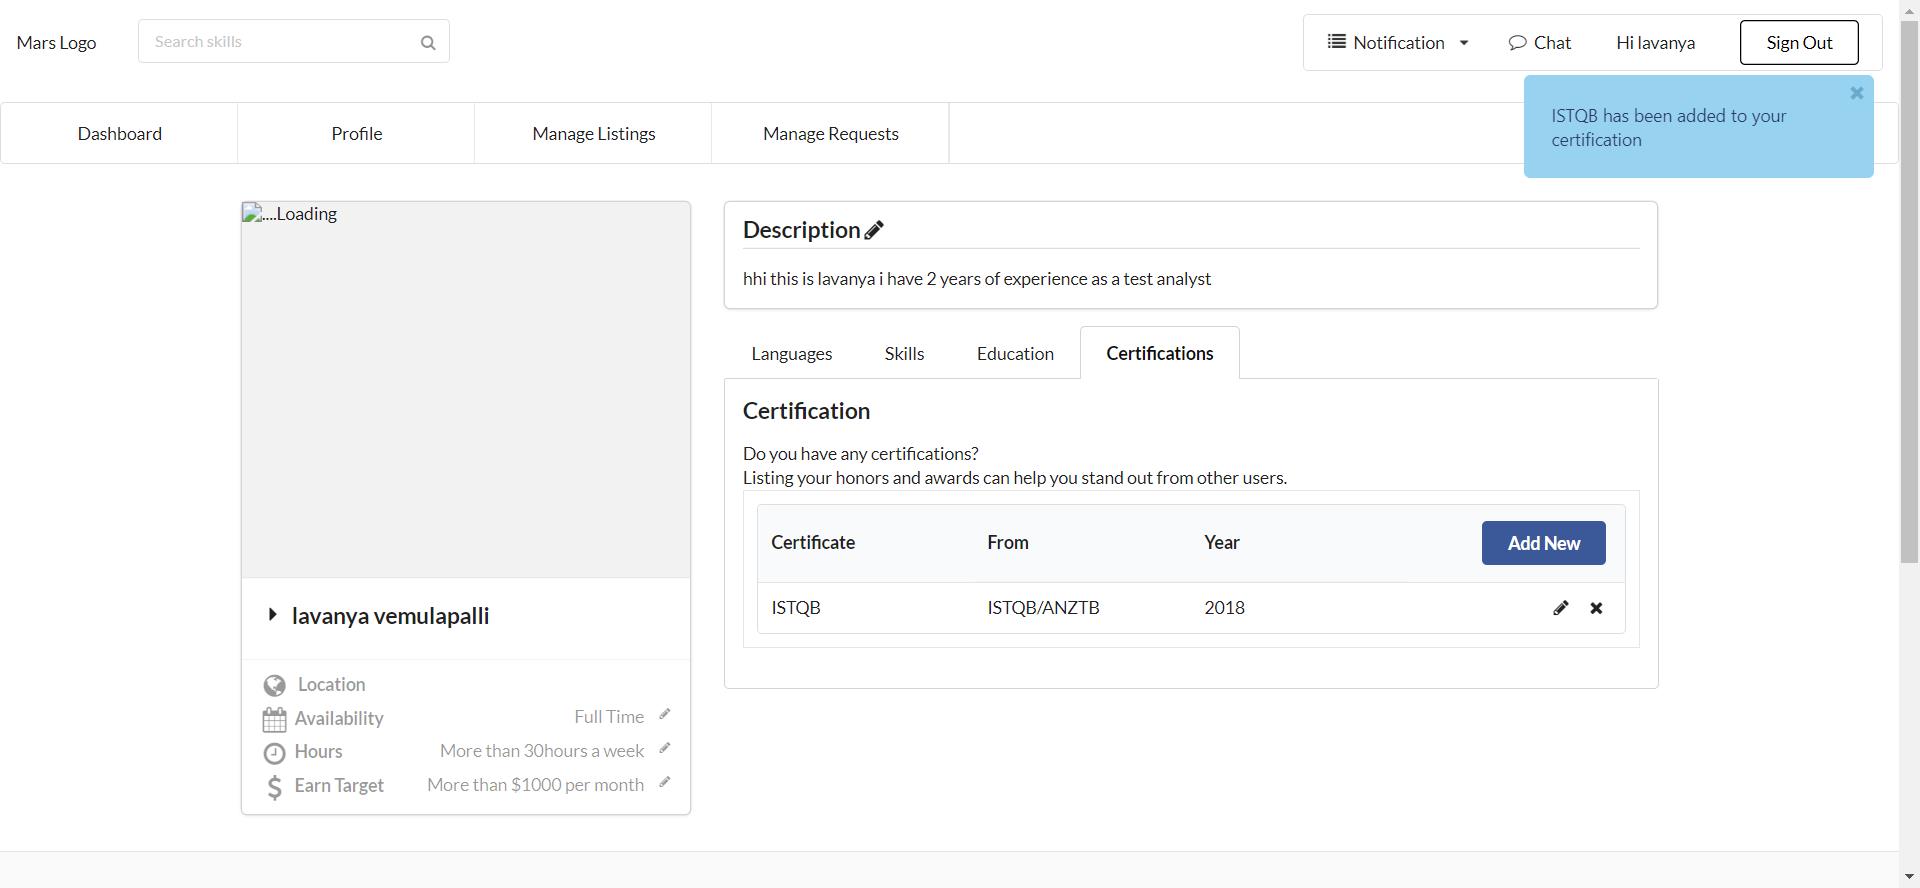 Mars Logo
Search skills
Notification
Chat
Hi lavanya
Sign Out
ISTQB has been added to your
certification
Dashboard
Profile
Manage Listings
Manage Requests
....Loading
lavanya vemulapalli
Location
Availability
Full Time
Hours
More than 30hours a week
Earn Target
More than $1000 per month
Description
hhi this is lavanya i have 2 years of experience as a test analyst
Languages
Skills
Education
Certifications
Certification
Do you have any certifications?
Listing your honors and awards can help you stand out from other users.
Certificate
From
Year
Add New
ISTQB
ISTQB/ANZTB
2018